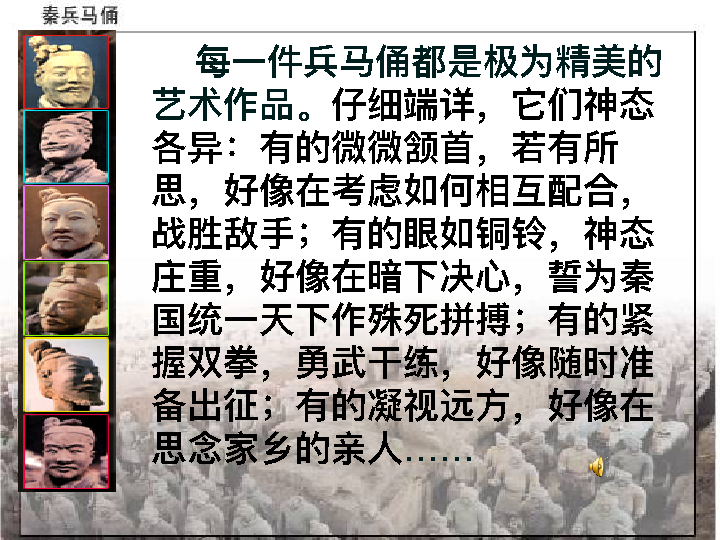 秦兵马俑
每一件兵马俑都是极为精美的
艺术作品。仔细端详，它们神态
各异：有的微微颔首，若有所
思，好像在考虑如何相互配合，
战胜敌手；有的眼如铜铃，神态
庄重，好像在暗下决心，誓为秦
国统一天下作殊死拼搏；有的紧
握双拳，勇武干练，好像随时准
备出征；有的凝视远方，好像在
思念家乡的亲人……